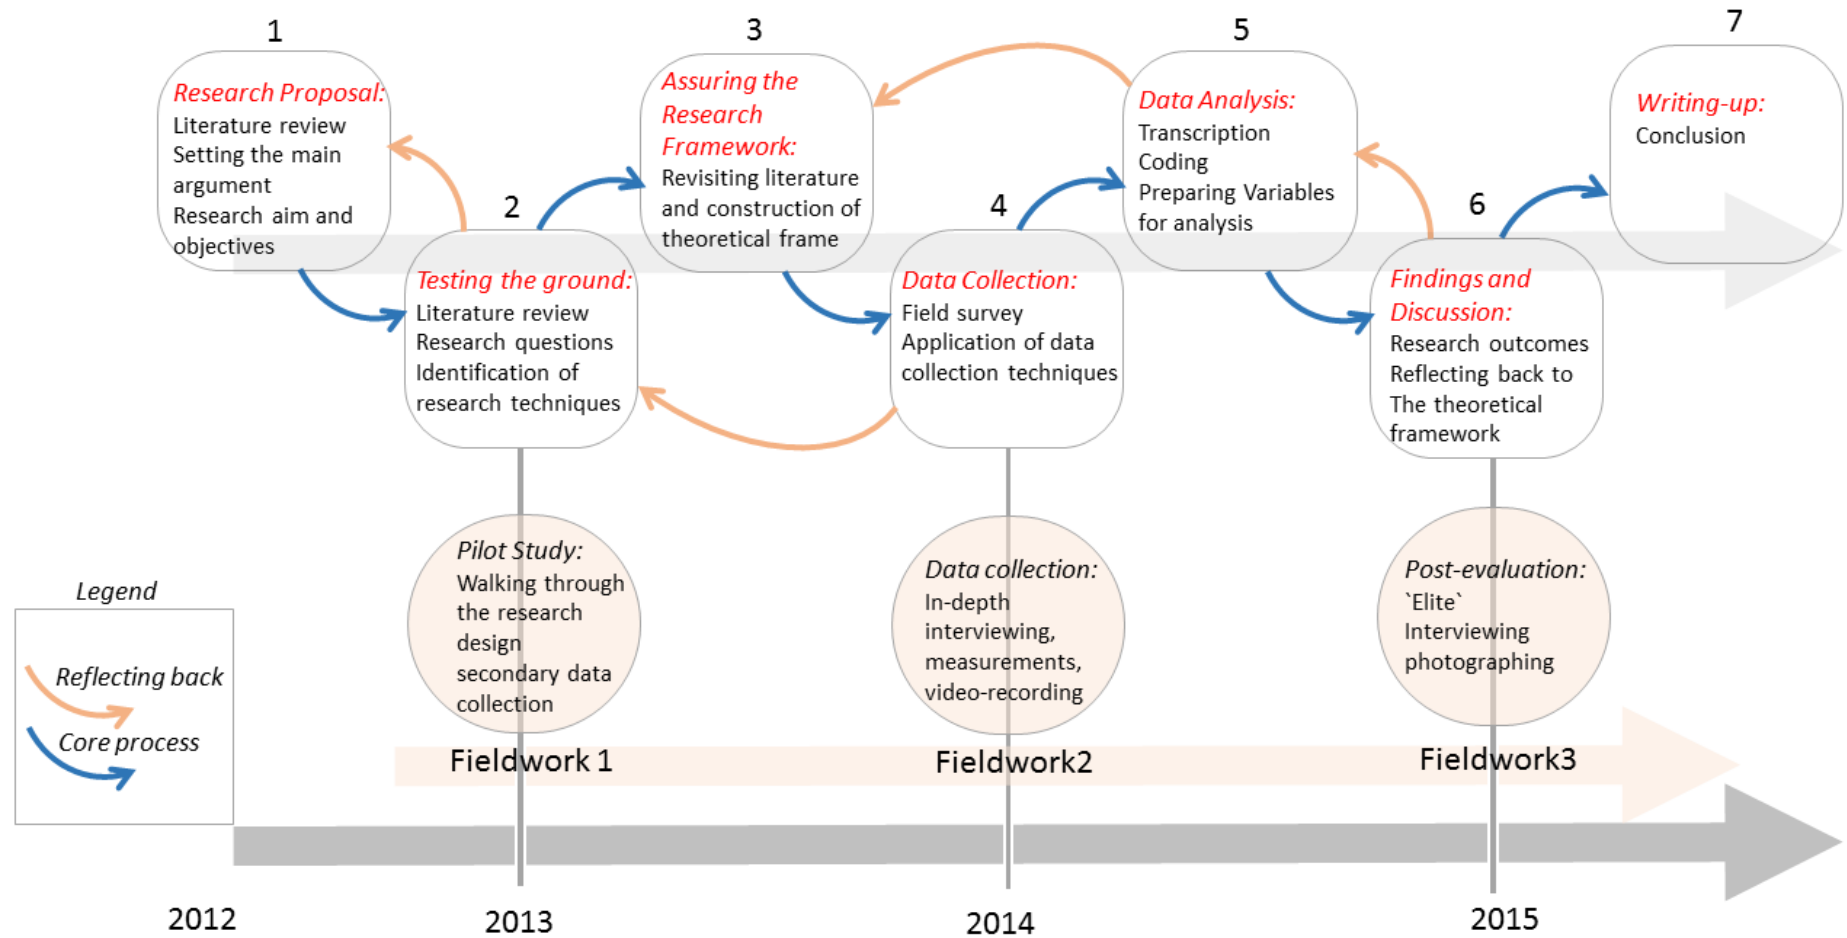 1
Research Proposal:
Literature review
Setting the main
argument
Research aim and
objectives
2
Testing the ground:
Literature review
Research questions
Identification of
research techniques
3
Assuring the
Research
Framework:
Revisiting literature
and construction of
theoretical frame
4
Data Collection:
Field survey
Application of data
collection techniques
5
Data Analysis:
Transcription
Coding
Preparing Variables
for analysis
6
Findings and
Discussion:
Research outcomes
Reflecting back to
The theoretical
framework
7
Writing-up:
Conclusion
Pilot Study:
Walking through
the research
design
secondary data
collection
Data collection:
In-depth
interviewing,
measurements,
video-recording
Post-evaluation:
`Elite`
Interviewing
photographing
Legend
Reflecting back
Core process
Fieldwork 1
Fieldwork2
Fieldwork3
2012
2013
2014
2015